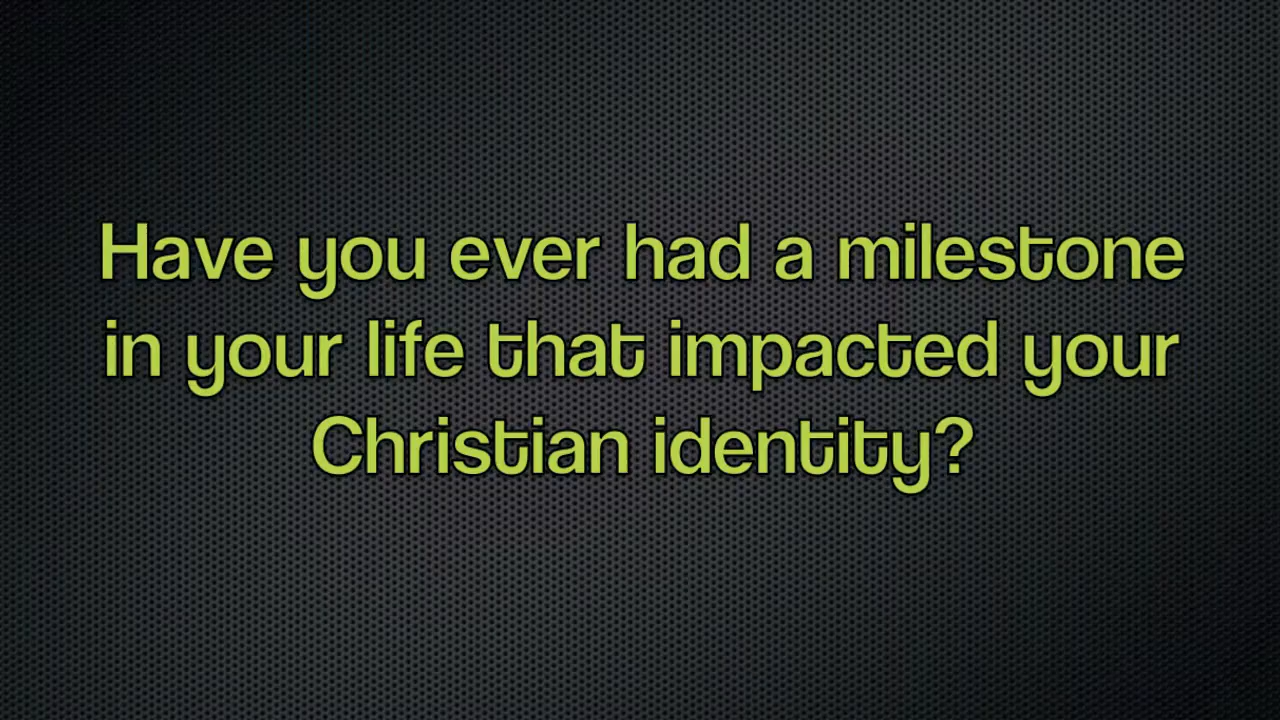 Have you ever had a milestone
in your life that impacted your
Christian identity?